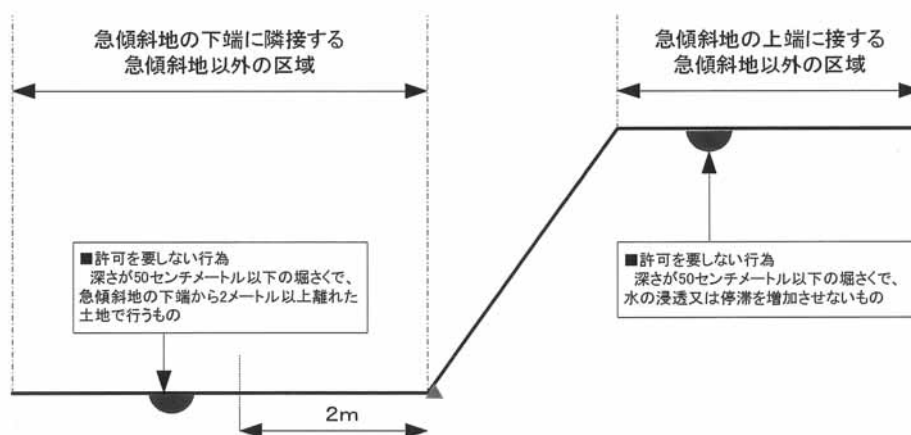 急傾斜地の下端に隣接する
急傾斜地以外の区域
急傾斜地の上端に接する
急傾斜地以外の区域
■許可を要しない行為
深さが50センチメートル以下の堀さくで、
急傾斜地の下端から2メートル以上離れた
土地で行うもの
■許可を要しない行為
深さが50センチメートル以下の堀さくで、
水の浸透又は停滞を増加させないもの
2m